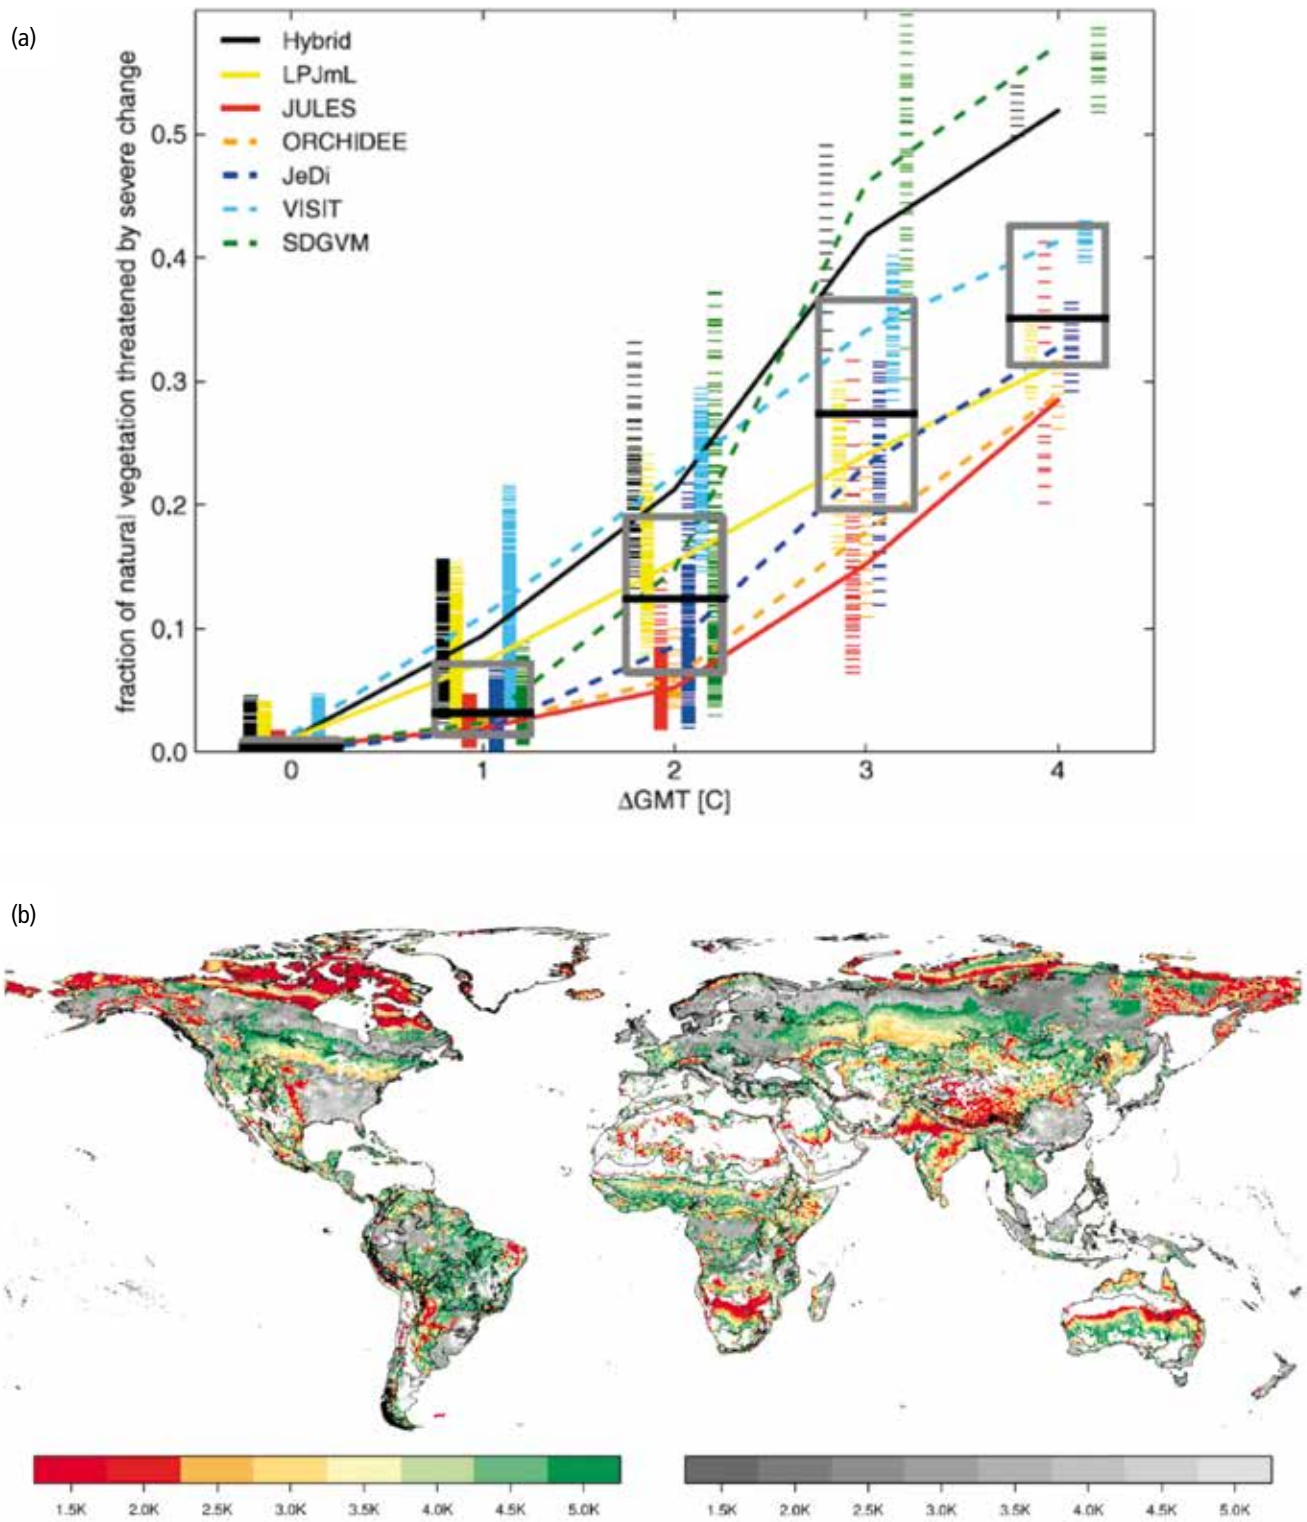 (a)
Hybrid
LPJmL
JULES
ORCHIDEE
JeDi
VISIT
SDGVM
fraction of natural vegetation threatened by severe change
0.5
0.4
0.3
0.2
0.1
0.0
0 1 2 3 4
ΔGMT [C]
(b)
1.5K 2.0K 2.5K 3.0K 3.5K 4.0K 4.5K 5.0K
1.5K 2.0K 2.5K 3.0K 3.5K 4.0K 4.5K 5.0K